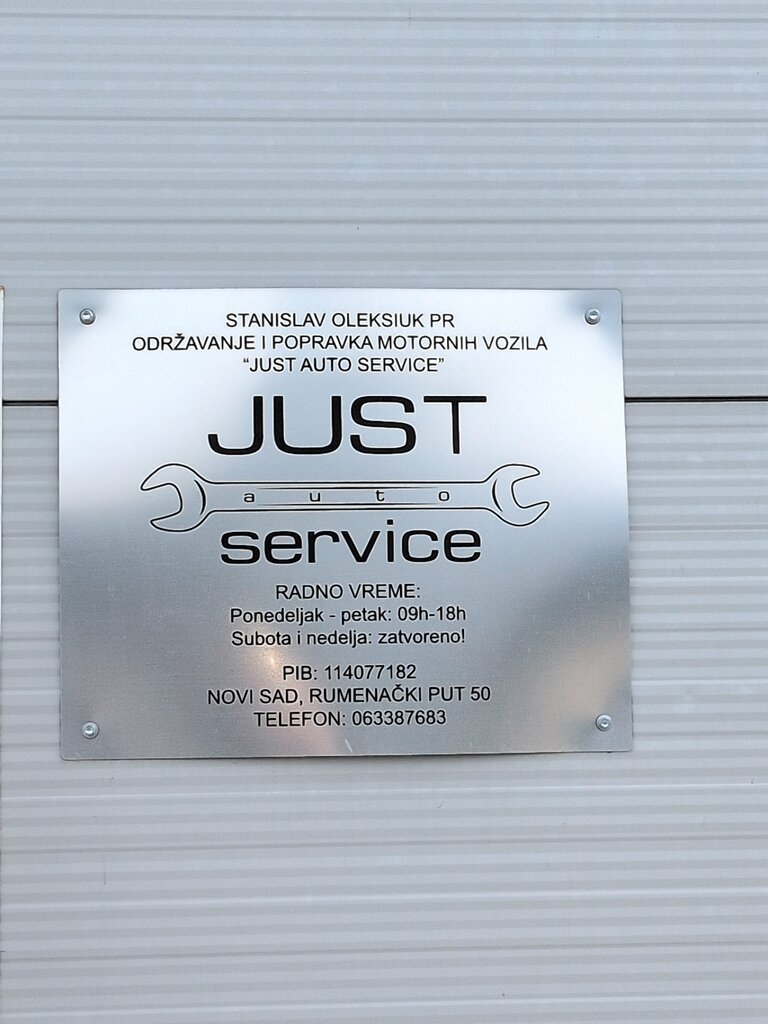 STANISLAV OLEKSIUK PR
ODRŽAVANJE I POPRAVKA MOTORNIH VOZILA
“JUST AUTO SERVICE”
JUST
auto
service
RADNO VREME:
Ponedeljak - petak: 09h-18h
Subota i nedelja: zatvoreno!
PIB: 114077182
NOVI SAD, RUMENAČKI PUT 50
TELEFON: 063387683